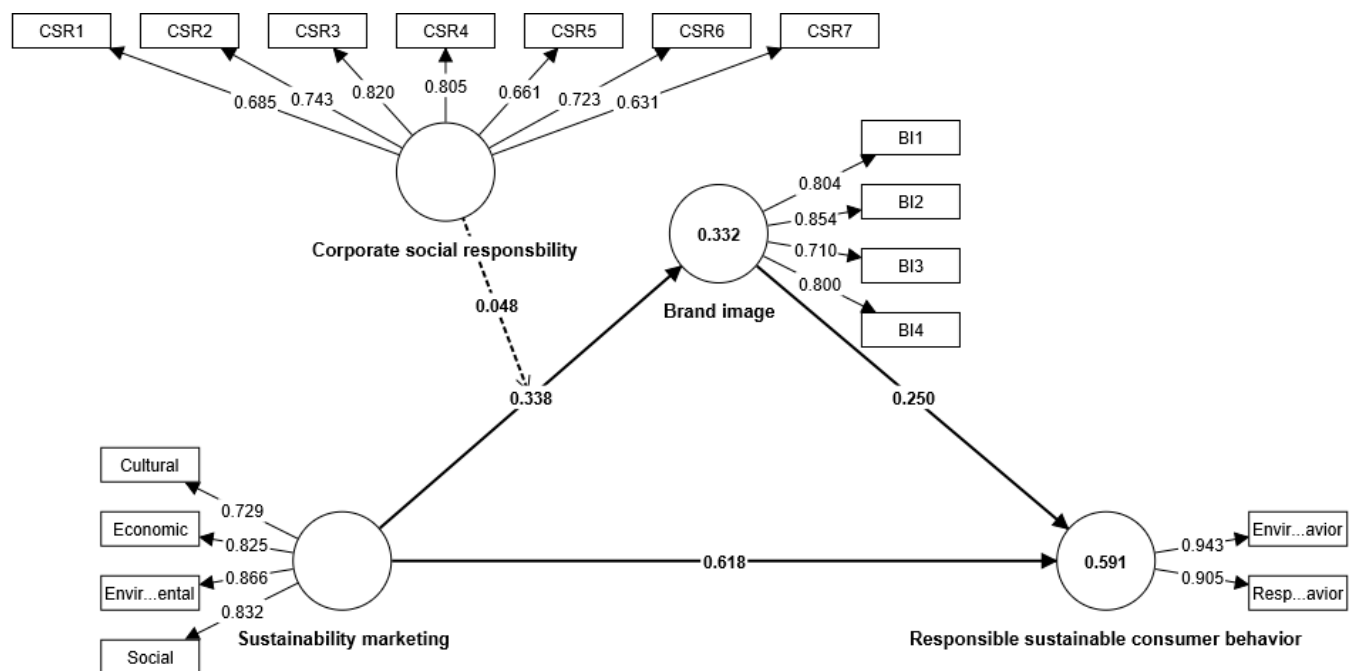 CSR1
CSR2
CSR3
CSR4
CSR5
CSR6
CSR7
0.685
0.743
0.820
0.805
0.661
0.723
0.631
Corporate social responsbility
0.048
BI1
BI2
BI3
BI4
0.804
0.854
0.710
0.800
0.332
Brand image
0.338
0.250
Cultural
Economic
Envir...ental
Social
0.729
0.825
0.866
0.832
Sustainability marketing
0.618
0.591
Responsible sustainable consumer behavior
0.943
0.905
Envir...avior
Resp...avior